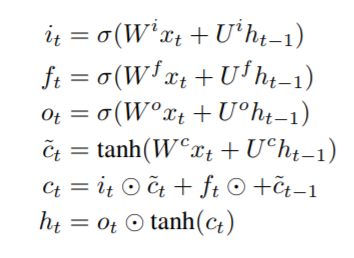 i_t = σ(W^i x_t + U^i h_{t−1})
f_t = σ(W^f x_t + U^f h_{t−1})
o_t = σ(W^o x_t + U^o h_{t−1})
c̃_t = tanh(W^c x_t + U^c h_{t−1})
c_t = i_t ⊙ c̃_t + f_t ⊙ +c̃_{t−1}
h_t = o_t ⊙ tanh(c_t)